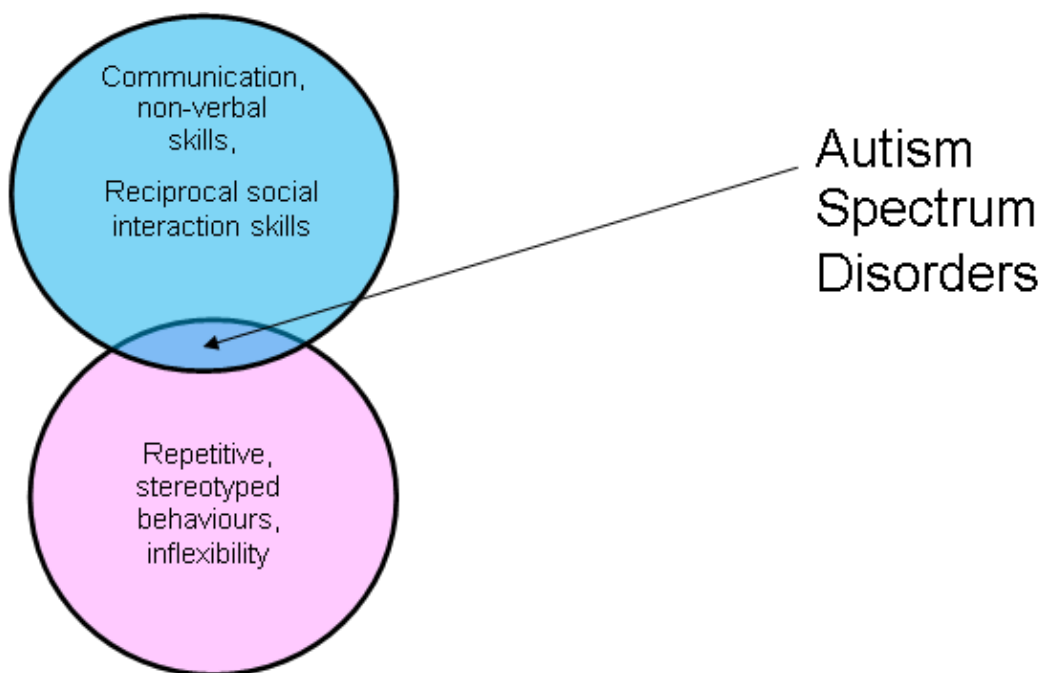 Communication,
non-verbal
skills,
Reciprocal social
interaction skills
Autism
Spectrum
Disorders
Repetitive,
stereotyped
behaviours,
inflexibility